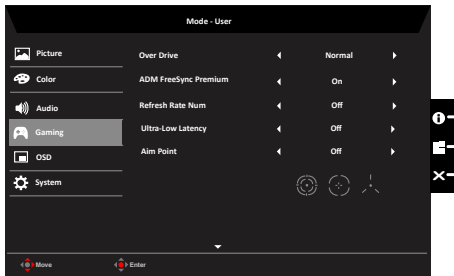 Mode - User
Picture
Over Drive Normal
Color
ADM FreeSync Premium On
Audio
Refresh Rate Num Off
Gaming
Ultra-Low Latency Off
OSD
Aim Point Off
System
Move Enter